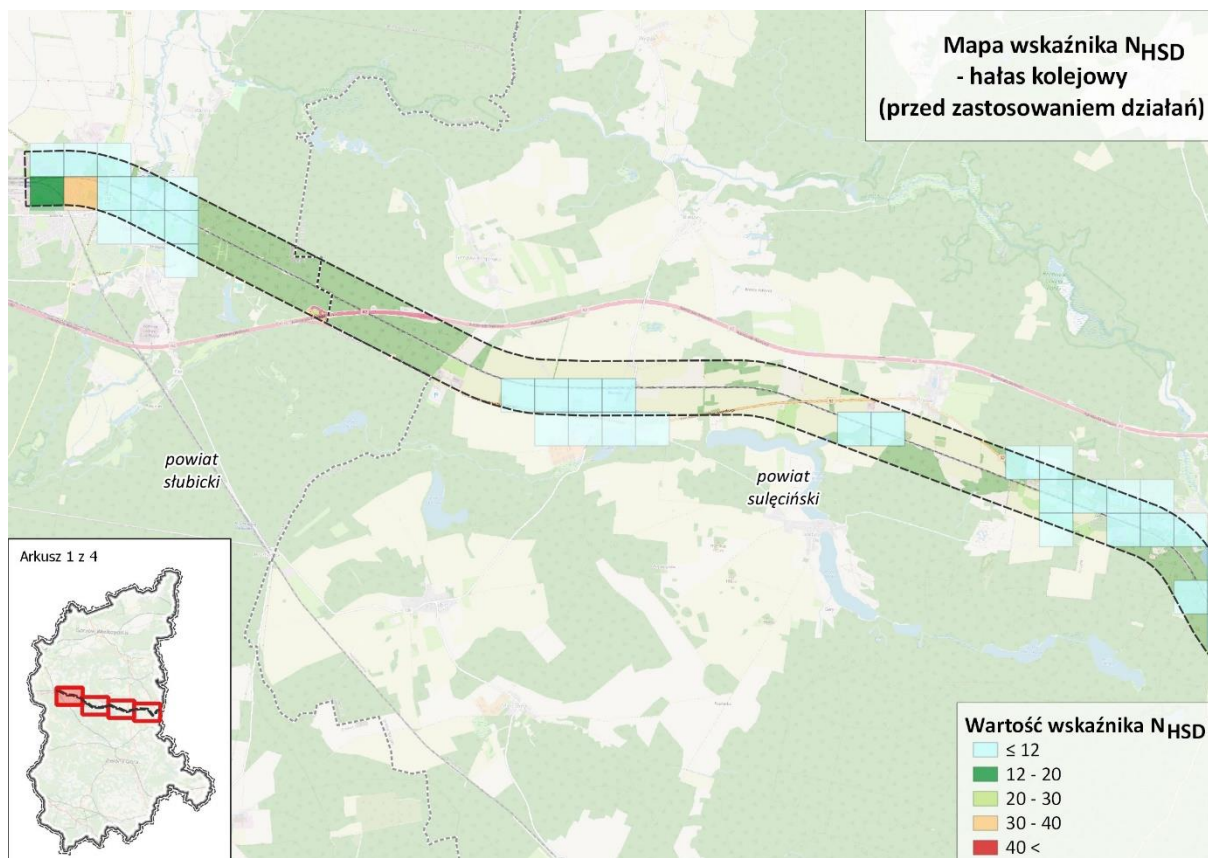 Mapa wskaźnika NHSD
- hałas kolejowy
(przed zastosowaniem działań)
powiat
słubicki
powiat
sulęciński
Arkusz 1 z 4
Wartość wskaźnika NHSD
≤ 12
12 - 20
20 - 30
30 - 40
40 <